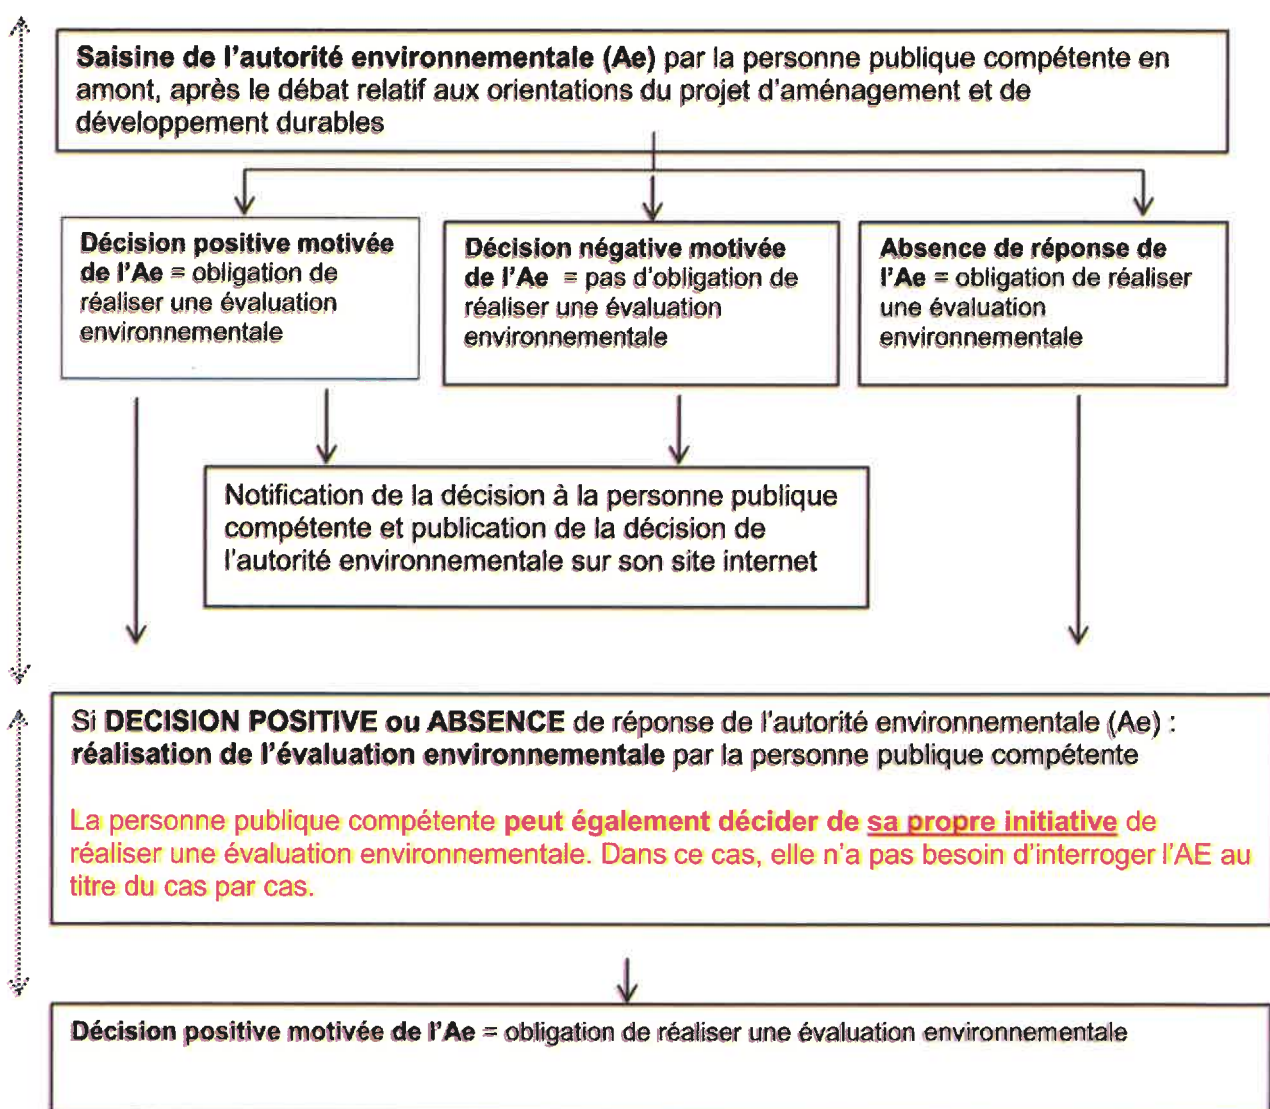 Saisine de l'autorité environnementale (Ae) par la personne publique compétente en
amont, après le débat relatif aux orientations du projet d'aménagement et de
développement durables
Décision positive motivée
de l'Ae = obligation de
réaliser une évaluation
environnementale
Décision négative motivée
de l'Ae = pas d'obligation de
réaliser une évaluation
environnementale
Absence de réponse de
l'Ae = obligation de réaliser
une évaluation
environnementale
Notification de la décision à la personne publique
compétente et publication de la décision de
l'autorité environnementale sur son site internet
Si DECISION POSITIVE ou ABSENCE de réponse de l'autorité environnementale (Ae) :
réalisation de l'évaluation environnementale par la personne publique compétente
La personne publique compétente peut également décider de sa propre initiative de
réaliser une évaluation environnementale. Dans ce cas, elle n'a pas besoin d'interroger l'AE au
titre du cas par cas.
Décision positive motivée de l'Ae = obligation de réaliser une évaluation environnementale